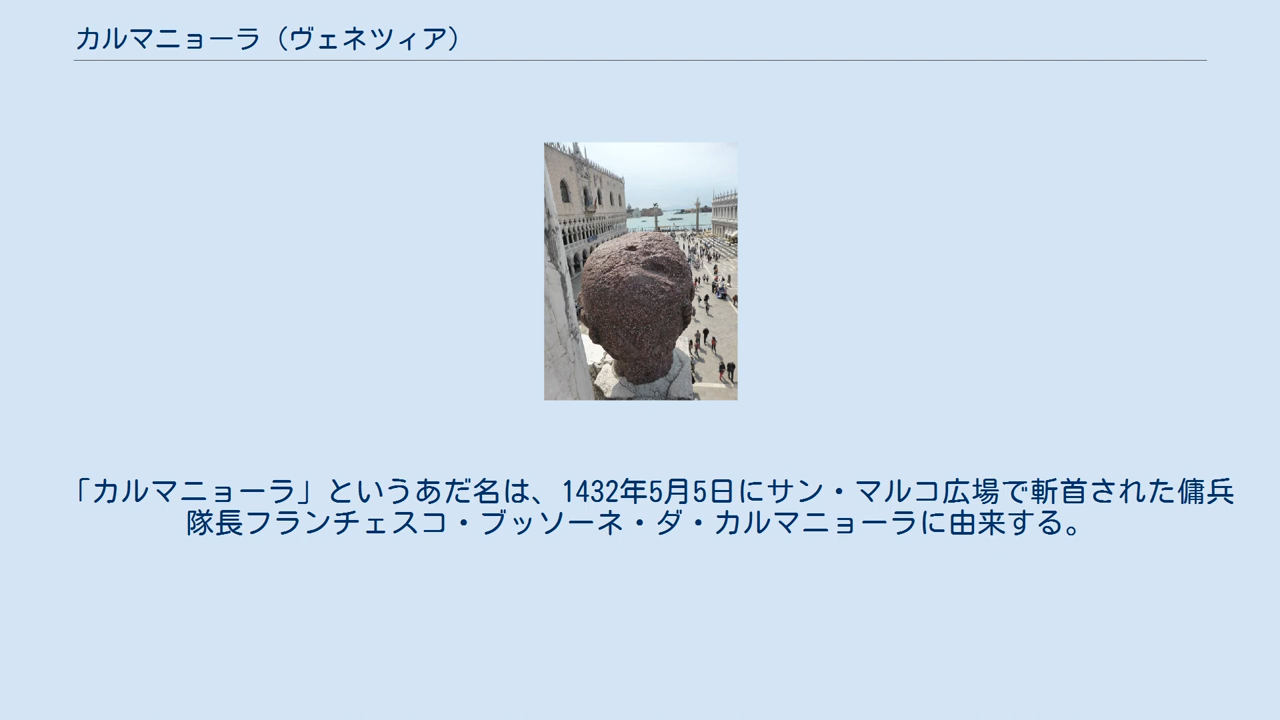 カルマニョーラ（ヴェネツィア）
「カルマニョーラ」というあだ名は、1432年5月5日にサン・マルコ広場で斬首された傭兵
隊長フランチェスコ・ブッソーネ・ダ・カルマニョーラに由来する。